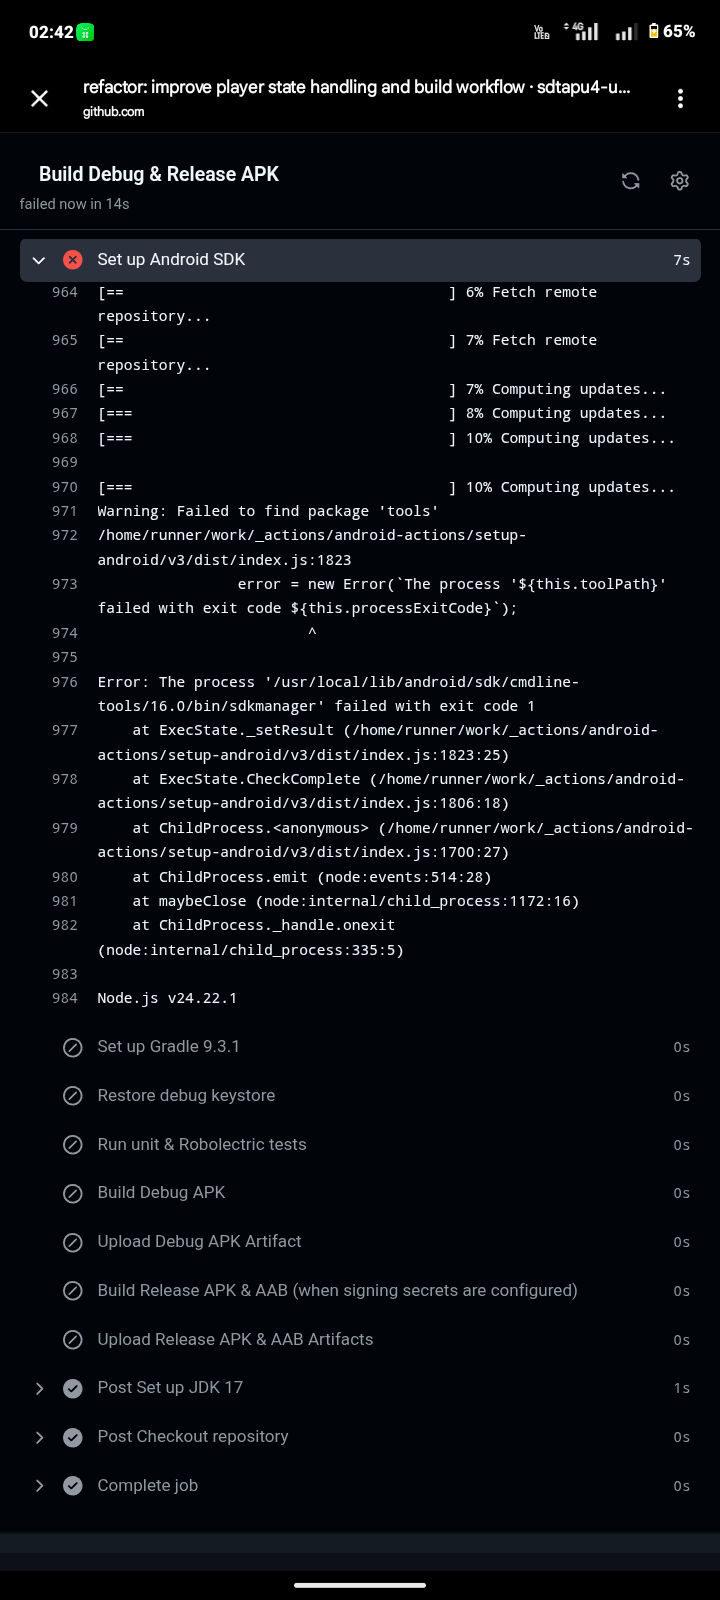 02:42
Vo LTE2 4G 65%
refactor: improve player state handling and build workflow · sdtapu4-u...
github.com
Build Debug & Release APK
failed now in 14s
Set up Android SDK 7s
964 [== ] 6% Fetch remote
repository...
965 [== ] 7% Fetch remote
repository...
966 [== ] 7% Computing updates...
967 [=== ] 8% Computing updates...
968 [=== ] 10% Computing updates...
969
970 [=== ] 10% Computing updates...
971 Warning: Failed to find package 'tools'
972 /home/runner/work/_actions/android-actions/setup-
android/v3/dist/index.js:1823
973 error = new Error(`The process '${this.toolPath}'
failed with exit code ${this.processExitCode}`);
974 ^
975
976 Error: The process '/usr/local/lib/android/sdk/cmdline-
tools/16.0/bin/sdkmanager' failed with exit code 1
977 at ExecState._setResult (/home/runner/work/_actions/android-
actions/setup-android/v3/dist/index.js:1823:25)
978 at ExecState.CheckComplete (/home/runner/work/_actions/android-
actions/setup-android/v3/dist/index.js:1806:18)
979 at ChildProcess.<anonymous> (/home/runner/work/_actions/android-
actions/setup-android/v3/dist/index.js:1700:27)
980 at ChildProcess.emit (node:events:514:28)
981 at maybeClose (node:internal/child_process:1172:16)
982 at ChildProcess._handle.onexit
(node:internal/child_process:335:5)
983
984 Node.js v24.22.1
Set up Gradle 9.3.1 0s
Restore debug keystore 0s
Run unit & Robolectric tests 0s
Build Debug APK 0s
Upload Debug APK Artifact 0s
Build Release APK & AAB (when signing secrets are configured) 0s
Upload Release APK & AAB Artifacts 0s
Post Set up JDK 17 1s
Post Checkout repository 0s
Complete job 0s